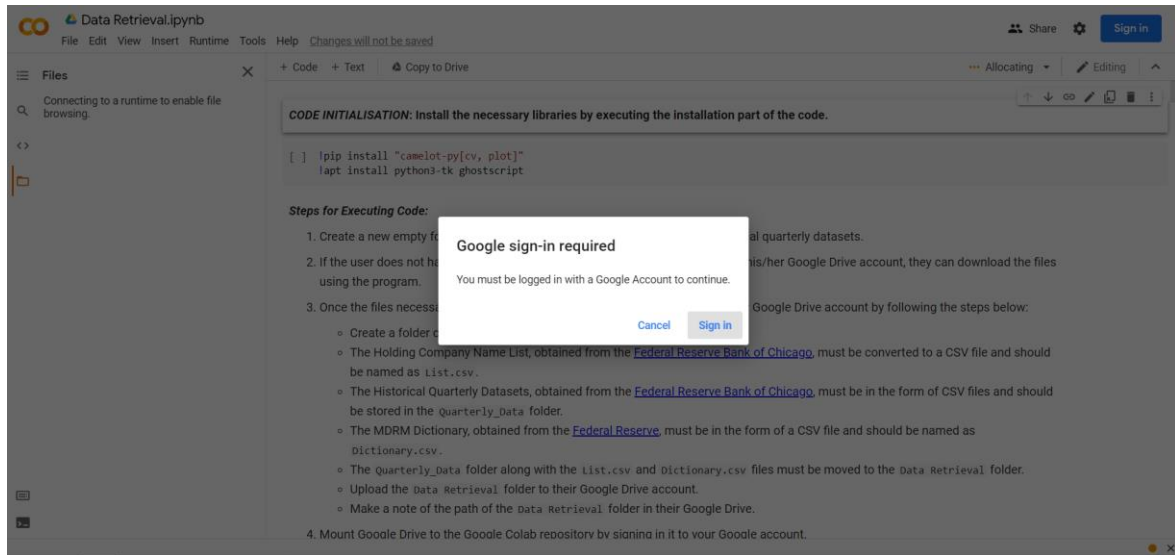 Data Retrieval.ipynb
File Edit View Insert Runtime Tools Help Changes will not be saved
Share
Sign in
Files
Connecting to a runtime to enable file
browsing.
+ Code + Text Copy to Drive
Allocating
Editing
CODE INITIALISATION: Install the necessary libraries by executing the installation part of the code.
[ ] !pip install "camelot-py[cv, plot]"
!apt install python3-tk ghostscript
Steps for Executing Code:
1. Create a new empty al quarterly datasets.
2. If the user does not his/her Google Drive account, they can download the files
using the program.
3. Once the files Google Drive account by following the steps below:
Google sign-in required
You must be logged in with a Google Account to continue.
Cancel Sign in
○ Create a folder
○ The Holding Company Name List, obtained from the Federal Reserve Bank of Chicago, must be converted to a CSV file and should
be named as List.csv.
○ The Historical Quarterly Datasets, obtained from the Federal Reserve Bank of Chicago, must be in the form of CSV files and should
be stored in the Quarterly_Data folder.
○ The MDRM Dictionary, obtained from the Federal Reserve, must be in the form of a CSV file and should be named as
Dictionary.csv.
○ The Quarterly_Data folder along with the List.csv and Dictionary.csv files must be moved to the Data Retrieval folder.
○ Upload the Data Retrieval folder to their Google Drive account.
○ Make a note of the path of the Data Retrieval folder in their Google Drive.
4. Mount Google Drive to the Google Colab repository by signing in it to your Google account.